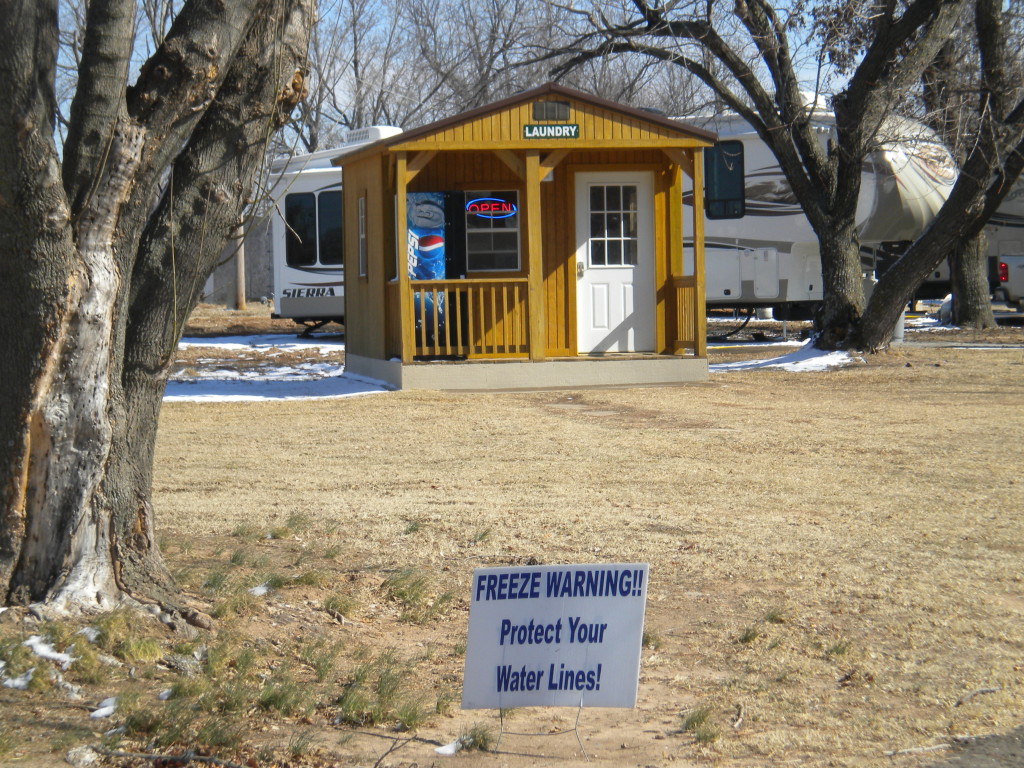 LAUNDRY
OPEN
PEPSI
SIERRA
FREEZE WARNING!!
Protect Your
Water Lines!